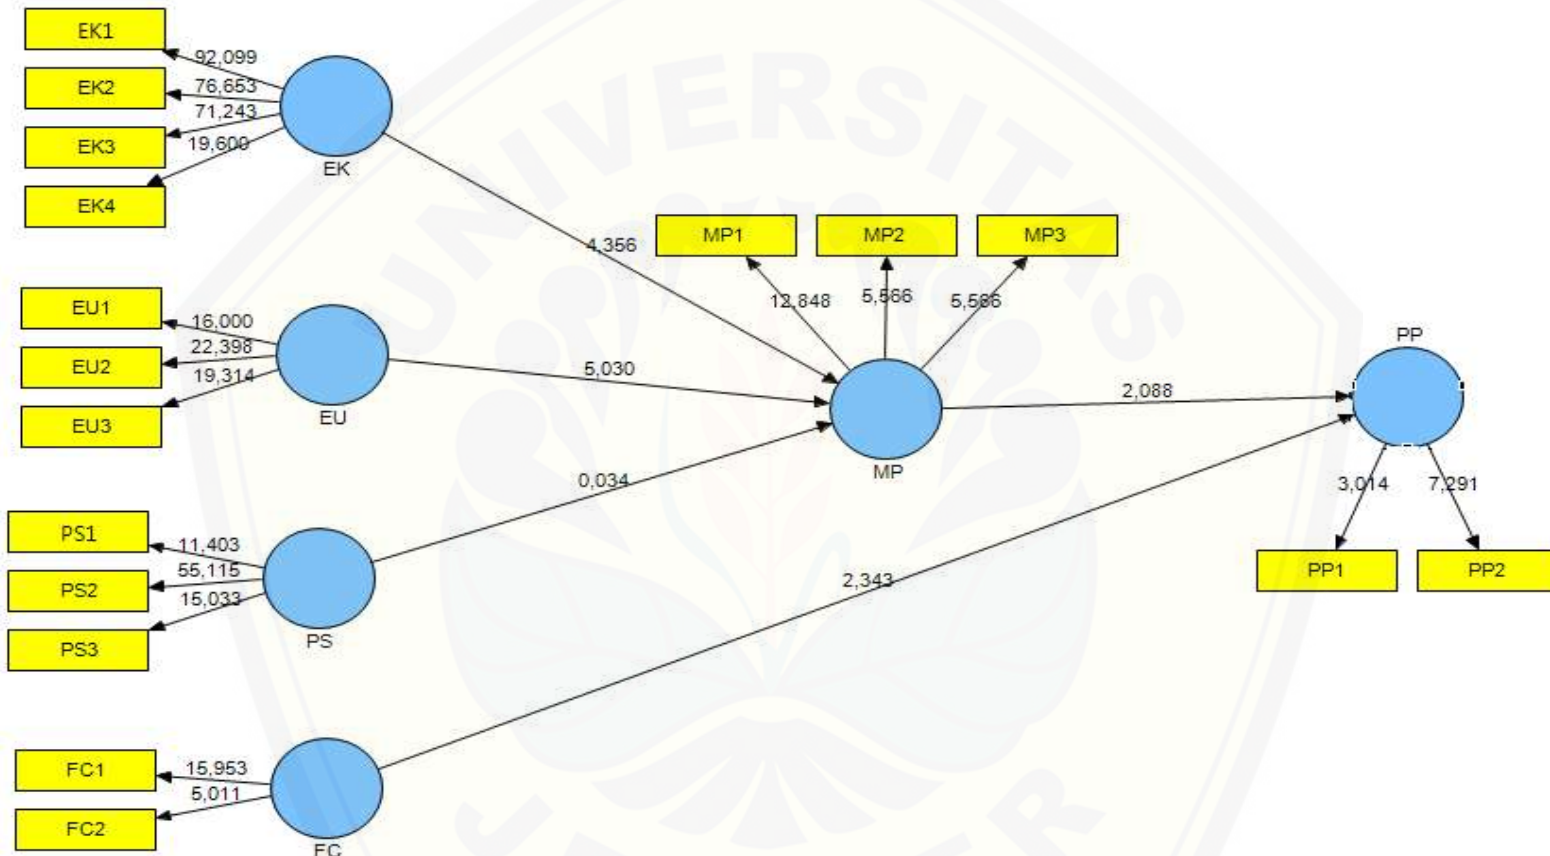 EK1
92,099
EK2
76,653
71,243
EK3
19,600
EK4
EK
4,356
MP1
MP2
MP3
12,848
5,566
5,566
EU1
16,000
EU2
22,398
19,314
EU3
EU
5,030
MP
2,088
PP
3,014
7,291
PP1
PP2
0,034
PS1
11,403
PS2
55,115
15,033
PS3
PS
2,343
FC1
15,953
5,011
FC2
FC
UNIVERSITAS